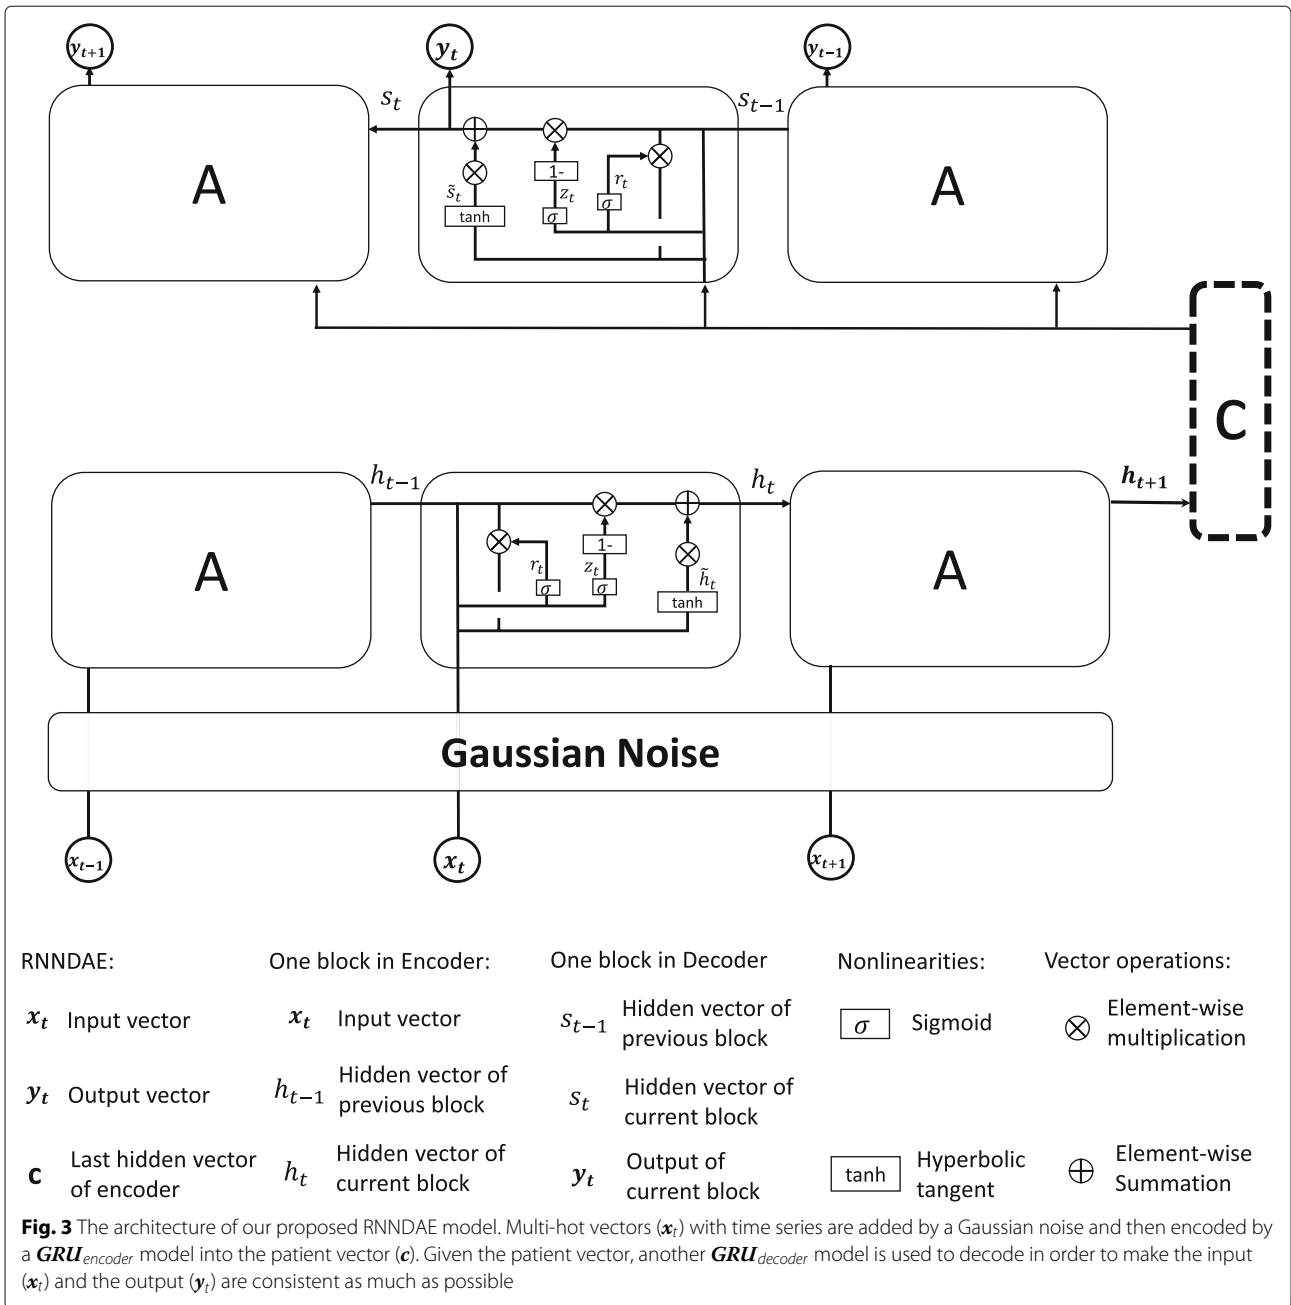 y_{t+1} y_t y_{t-1}
s_t s_{t-1}
A A
1- r_t
s̃_t z_t
tanh σ σ
C
h_{t-1} h_t h_{t+1}
A A
1-
r_t z_t h̃_t
σ σ tanh
Gaussian Noise
x_{t-1} x_t x_{t+1}
RNNDAE:
x_t Input vector
y_t Output vector
c Last hidden vector
of encoder
One block in Encoder:
x_t Input vector
h_{t-1} Hidden vector of
previous block
h_t Hidden vector of
current block
One block in Decoder
s_{t-1} Hidden vector of
previous block
s_t Hidden vector of
current block
y_t Output of
current block
Nonlinearities:
σ Sigmoid
tanh Hyperbolic
tangent
Vector operations:
⊗ Element-wise
multiplication
⊕ Element-wise
Summation
Fig. 3 The architecture of our proposed RNNDAE model. Multi-hot vectors (x_t) with time series are added by a Gaussian noise and then encoded by
a GRU_{encoder} model into the patient vector (c). Given the patient vector, another GRU_{decoder} model is used to decode in order to make the input
(x_t) and the output (y_t) are consistent as much as possible